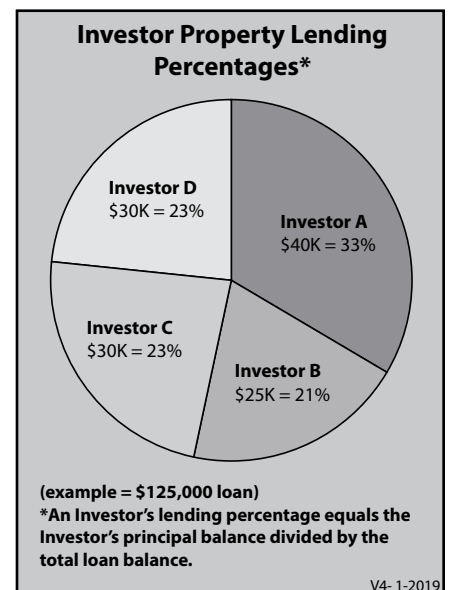 Investor Property Lending
Percentages*
Investor D
$30K = 23%
Investor A
$40K = 33%
Investor C
$30K = 23%
Investor B
$25K = 21%
(example = $125,000 loan)
*An Investor’s lending percentage equals the
Investor’s principal balance divided by the
total loan balance.
V4- 1-2019